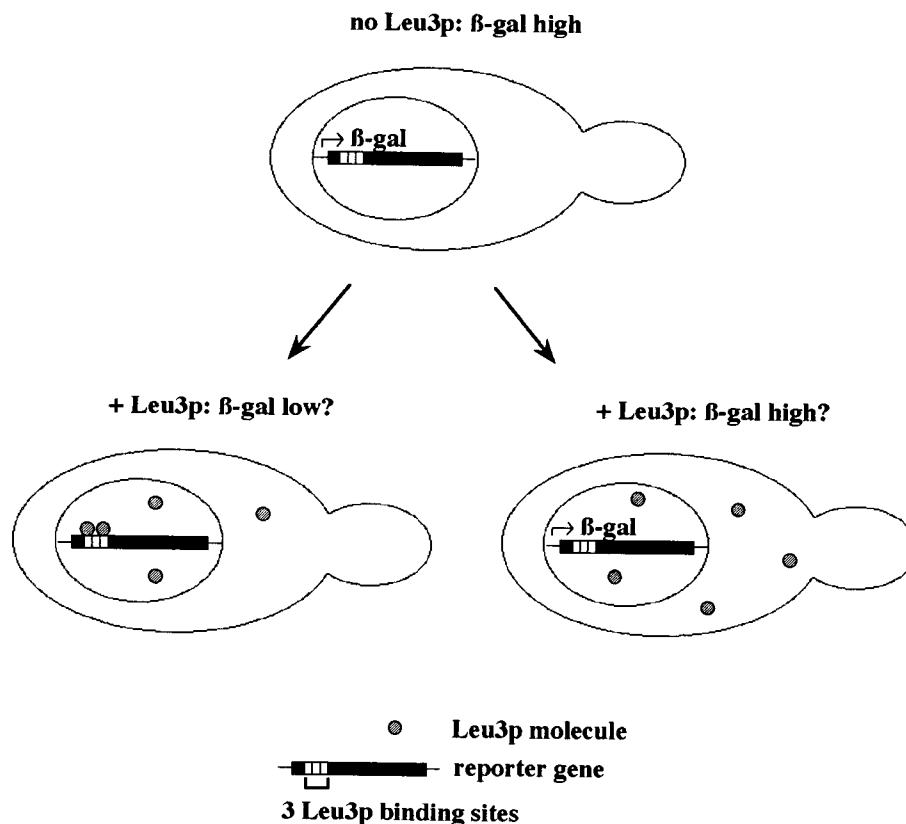 no Leu3p: ß-gal high
ß-gal
+ Leu3p: ß-gal low?
+ Leu3p: ß-gal high?
ß-gal
Leu3p molecule
reporter gene
3 Leu3p binding sites